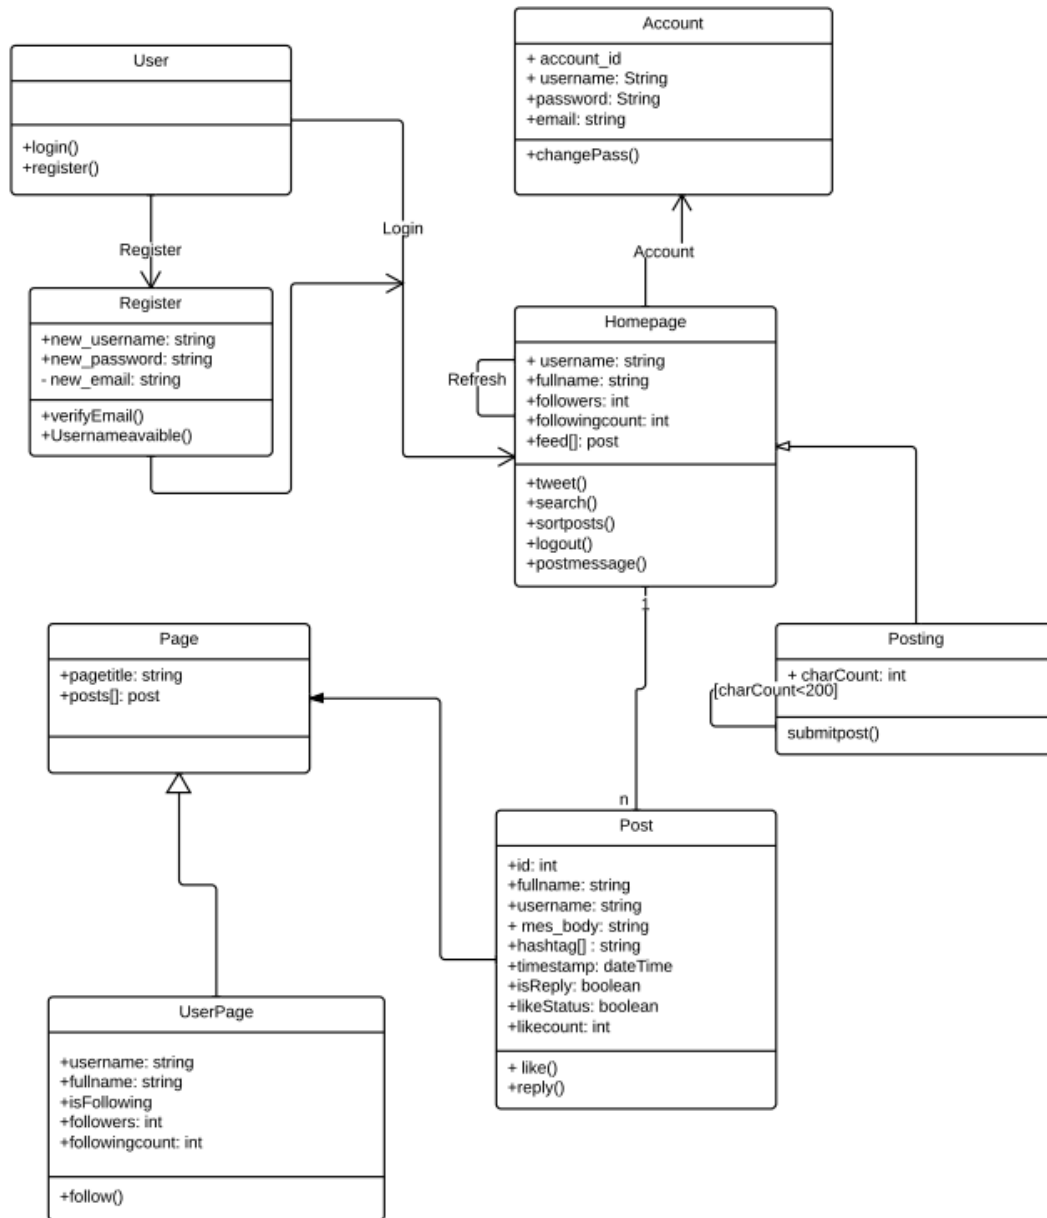 User
+login()
+register()
Account
+ account_id
+ username: String
+password: String
+email: string
+changePass()
Login
Register
Account
Register
+new_username: string
+new_password: string
- new_email: string
+verifyEmail()
+Usernameavaible()
Homepage
+ username: string
+fullname: string
+followers: int
+followingcount: int
+feed[]: post
Refresh
+tweet()
+search()
+sortposts()
+logout()
+postmessage()
1
Page
+pagetitle: string
+posts[]: post
Posting
+ charCount: int
[charCount<200]
submitpost()
n
Post
+id: int
+fullname: string
+username: string
+ mes_body: string
+hashtag[] : string
+timestamp: dateTime
+isReply: boolean
+likeStatus: boolean
+likecount: int
+ like()
+reply()
UserPage
+username: string
+fullname: string
+isFollowing
+followers: int
+followingcount: int
+follow()